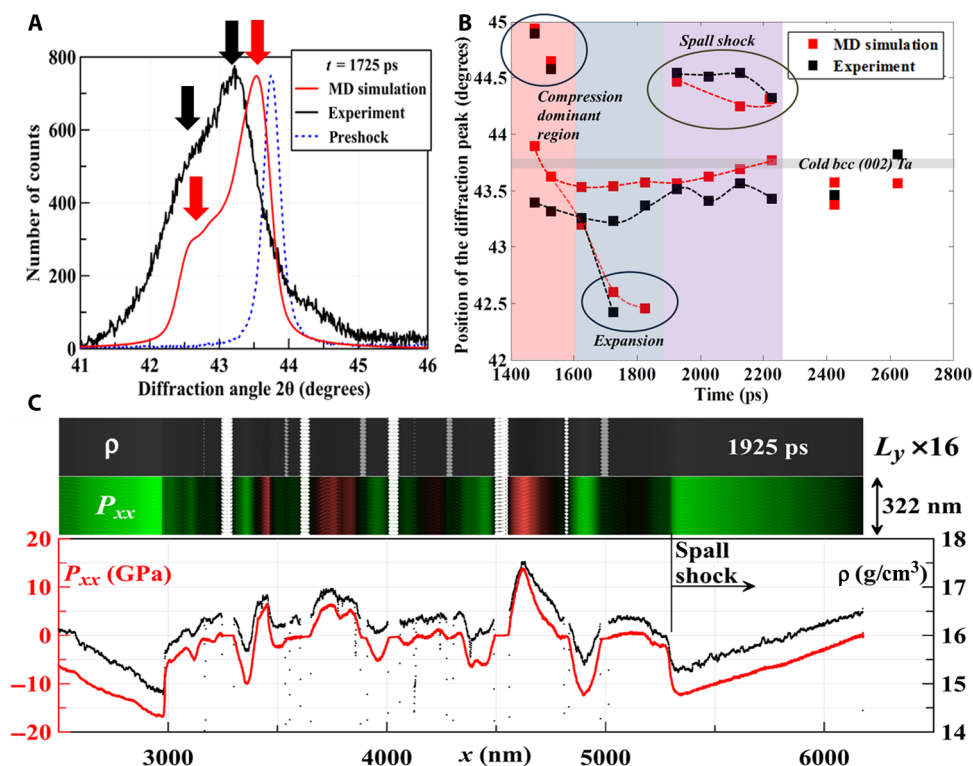 A
800
700
600
400
200
0
41
42
43
44
45
46
Number of counts
Diffraction angle 2θ (degrees)
t = 1725 ps
MD simulation
Experiment
Preshock
B
45
44.5
44
43.5
43
42.5
42
1400
1600
1800
2000
2200
2400
2600
2800
Position of the diffraction peak (degrees)
Time (ps)
Spall shock
MD simulation
Experiment
Compression
dominant
region
Cold bcc (002) Ta
Expansion
C
ρ
1925 ps
Ly ×16
Pxx
322 nm
20
10
0
−10
−20
Pxx (GPa)
Spall
shock
ρ (g/cm³)
18
17
16
15
14
3000
4000
5000
6000
x (nm)